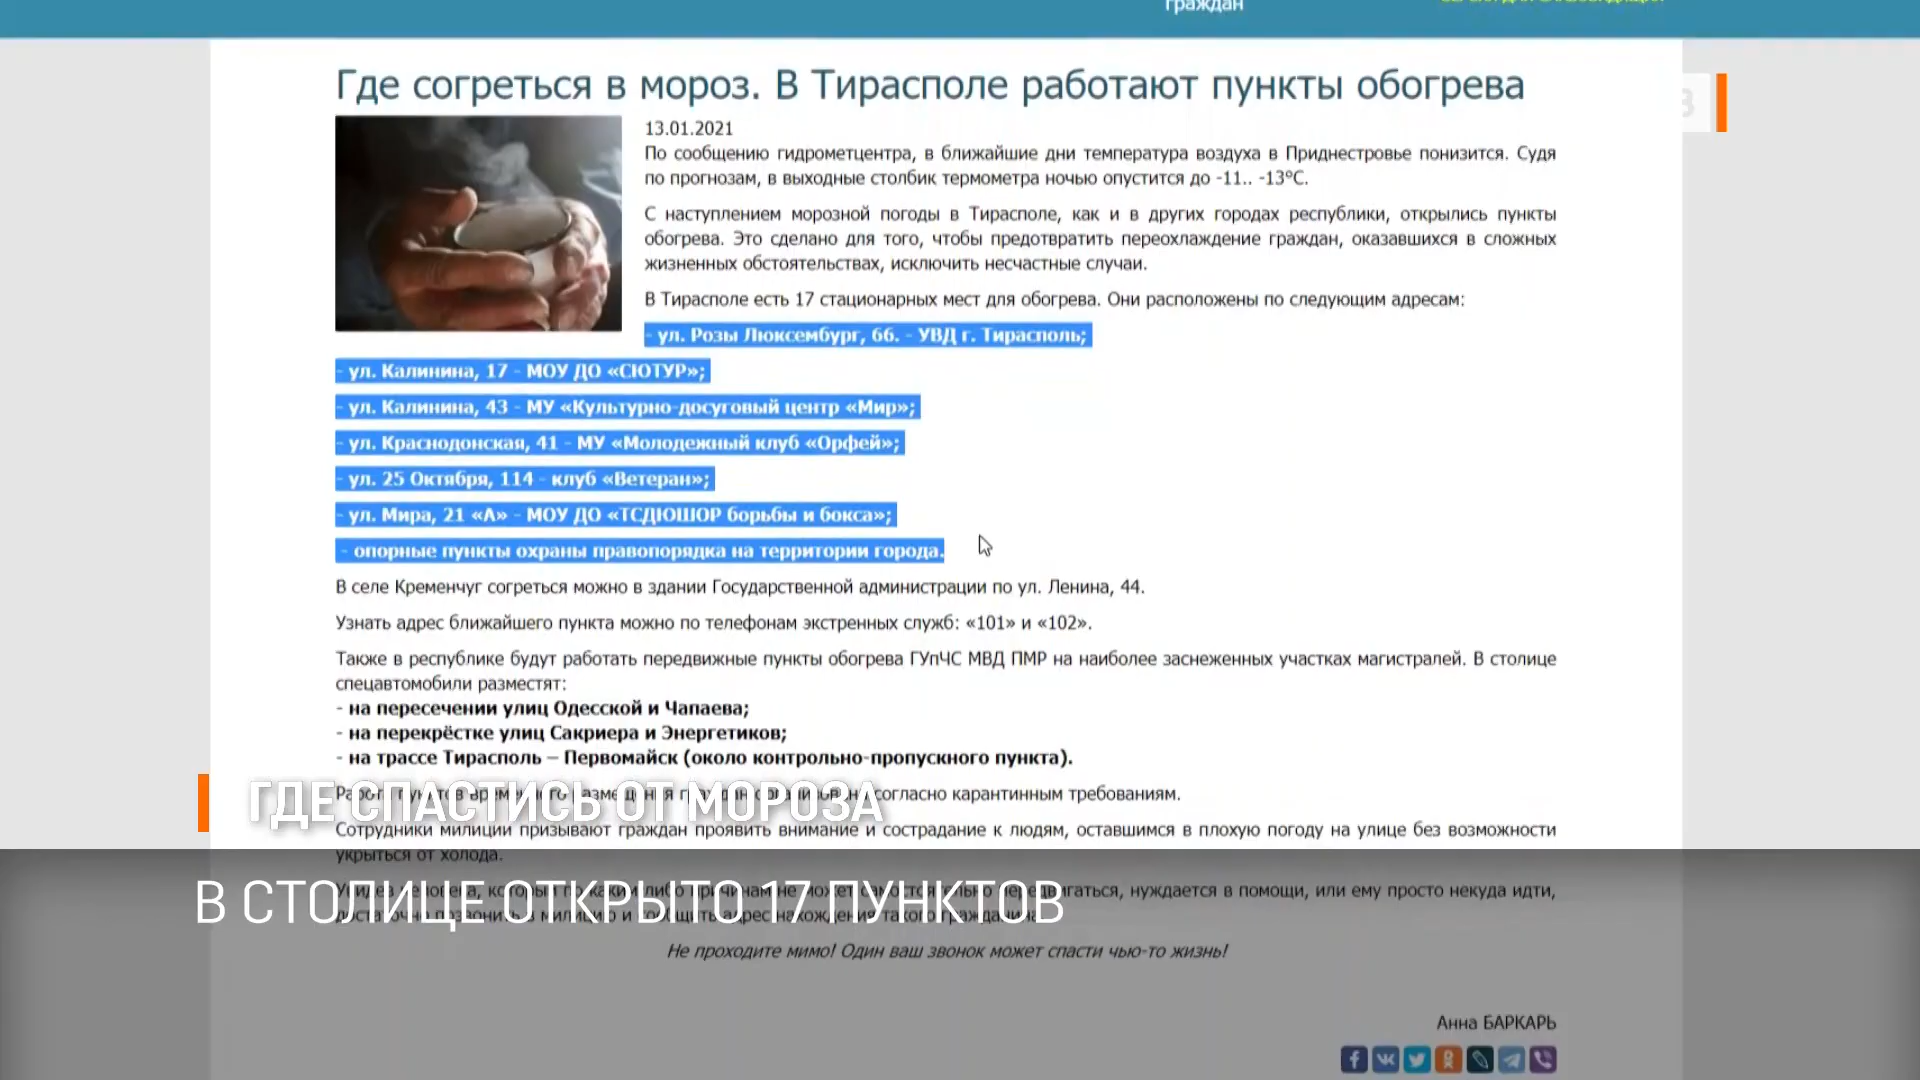 граждан
Где согреться в мороз. В Тирасполе работают пункты обогрева
13.01.2021
По сообщению гидрометцентра, в ближайшие дни температура воздуха в Приднестровье понизится. Судя
по прогнозам, в выходные столбик термометра ночью опустится до -11.. -13°С.
С наступлением морозной погоды в Тирасполе, как и в других городах республики, открылись пункты
обогрева. Это сделано для того, чтобы предотвратить переохлаждение граждан, оказавшихся в сложных
жизненных обстоятельствах, исключить несчастные случаи.
В Тирасполе есть 17 стационарных мест для обогрева. Они расположены по следующим адресам:
- ул. Розы Люксембург, 66. - УВД г. Тирасполь;
- ул. Калинина, 17 - МОУ ДО «СЮТУР»;
- ул. Калинина, 43 - МУ «Культурно-досуговый центр «Мир»;
- ул. Краснодонская, 41 - МУ «Молодежный клуб «Орфей»;
- ул. 25 Октября, 114 - клуб «Ветеран»;
- ул. Мира, 21 «А» - МОУ ДО «ТСДЮШОР борьбы и бокса»;
- опорные пункты охраны правопорядка на территории города.
В селе Кременчуг согреться можно в здании Государственной администрации по ул. Ленина, 44.
Узнать адрес ближайшего пункта можно по телефонам экстренных служб: «101» и «102».
Также в республике будут работать передвижные пункты обогрева ГУпЧС МВД ПМР на наиболее заснеженных участках магистралей. В столице
спецавтомобили разместят:
- на пересечении улиц Одесской и Чапаева;
- на перекрёстке улиц Сакриера и Энергетиков;
- на трассе Тирасполь – Первомайск (около контрольно-пропускного пункта).
согласно карантинным требованиям.
ГДЕ СПАСТИСЬ ОТ МОРОЗА
Сотрудники милиции призывают граждан проявить внимание и сострадание к людям, оставшимся в плохую погоду на улице без возможности
укрыться от холода.
нуждается в помощи, или ему просто некуда идти,
В СТОЛИЦЕ ОТКРЫТО 17 ПУНКТОВ
Не проходите мимо! Один ваш звонок может спасти чью-то жизнь!
Анна БАРКАРЬ